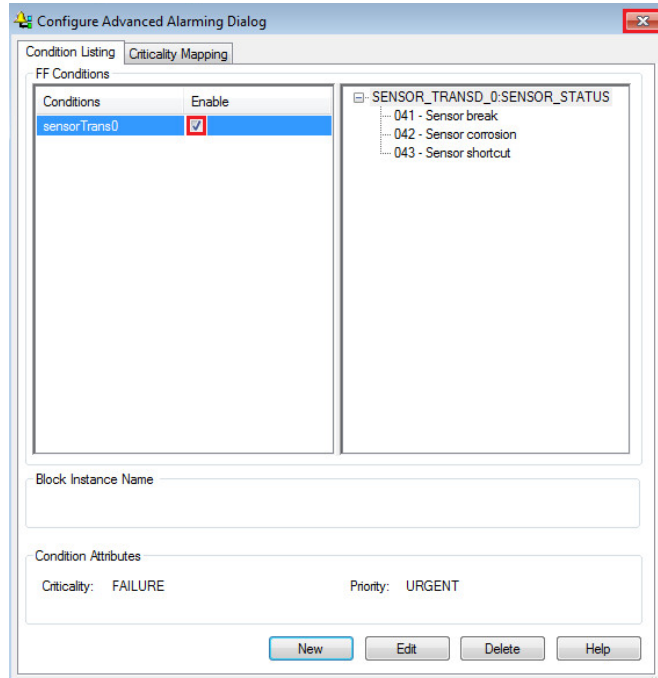 Configure Advanced Alarming Dialog
Condition Listing Criticality Mapping
FF Conditions
Conditions Enable
sensorTrans0
SENSOR_TRANSD_0:SENSOR_STATUS
041 - Sensor break
042 - Sensor corrosion
043 - Sensor shortcut
Block Instance Name
Condition Attributes
Criticality: FAILURE Priority: URGENT
New Edit Delete Help